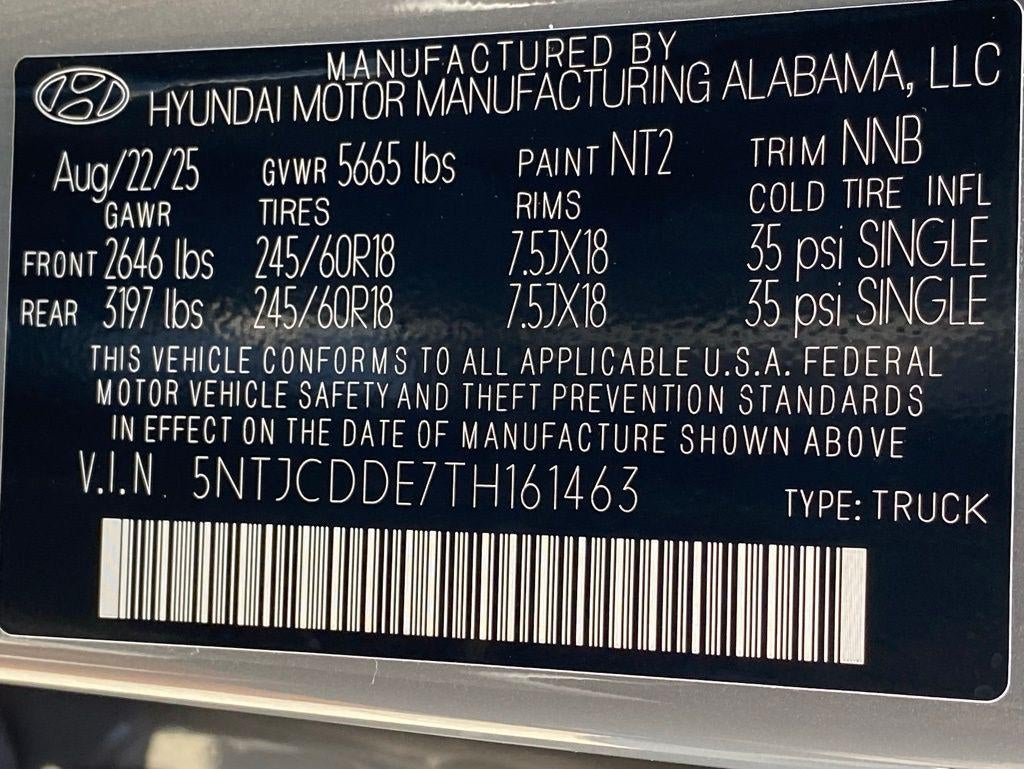 MANUFACTURED BY
HYUNDAI MOTOR MANUFACTURING ALABAMA, LLC
Aug/22/25 GVWR 5665 lbs PAINT NT2 TRIM NNB
GAWR TIRES RIMS COLD TIRE INFL
FRONT 2646 lbs 245/60R18 7.5JX18 35 psi SINGLE
REAR 3197 lbs 245/60R18 7.5JX18 35 psi SINGLE
THIS VEHICLE CONFORMS TO ALL APPLICABLE U.S.A. FEDERAL
MOTOR VEHICLE SAFETY AND THEFT PREVENTION STANDARDS
IN EFFECT ON THE DATE OF MANUFACTURE SHOWN ABOVE
V.I.N 5NTJCDDE7TH161463 TYPE: TRUCK